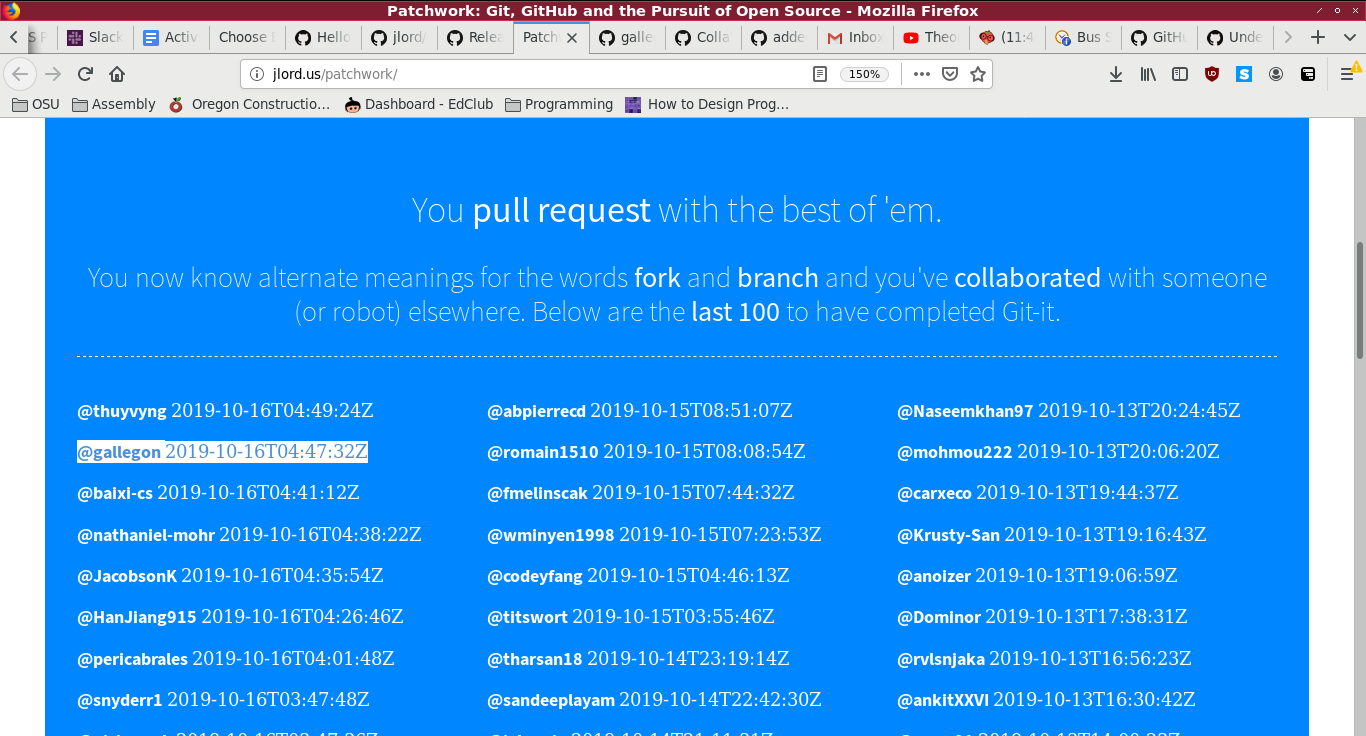 Patchwork: Git, GitHub and the Pursuit of Open Source - Mozilla Firefox
Slack
Activ
Choose
Hello
jlord/
Relea
Patch
galle
Colla
adde
Inbo
Theo
(11:4
Bus S
GitHu
Unde
jlord.us/patchwork/
150%
OSU
Assembly
Oregon Constructio…
Dashboard - EdClub
Programming
How to Design Prog…
You pull request with the best of 'em.
You now know alternate meanings for the words fork and branch and you've collaborated with someone
(or robot) elsewhere. Below are the last 100 to have completed Git-it.
@thuyvyng 2019-10-16T04:49:24Z
@gallegon 2019-10-16T04:47:32Z
@baixi-cs 2019-10-16T04:41:12Z
@nathaniel-mohr 2019-10-16T04:38:22Z
@JacobsonK 2019-10-16T04:35:54Z
@HanJiang915 2019-10-16T04:26:46Z
@pericabrales 2019-10-16T04:01:48Z
@snyderr1 2019-10-16T03:47:48Z
@abpierrecd 2019-10-15T08:51:07Z
@romain1510 2019-10-15T08:08:54Z
@fmelinscak 2019-10-15T07:44:32Z
@wminyen1998 2019-10-15T07:23:53Z
@codeyfang 2019-10-15T04:46:13Z
@titswort 2019-10-15T03:55:46Z
@tharsan18 2019-10-14T23:19:14Z
@sandeeplayam 2019-10-14T22:42:30Z
@Naseemkhan97 2019-10-13T20:24:45Z
@mohmou222 2019-10-13T20:06:20Z
@carxeco 2019-10-13T19:44:37Z
@Krusty-San 2019-10-13T19:16:43Z
@anoizer 2019-10-13T19:06:59Z
@Dominor 2019-10-13T17:38:31Z
@rvlsnjaka 2019-10-13T16:56:23Z
@ankitXXVI 2019-10-13T16:30:42Z